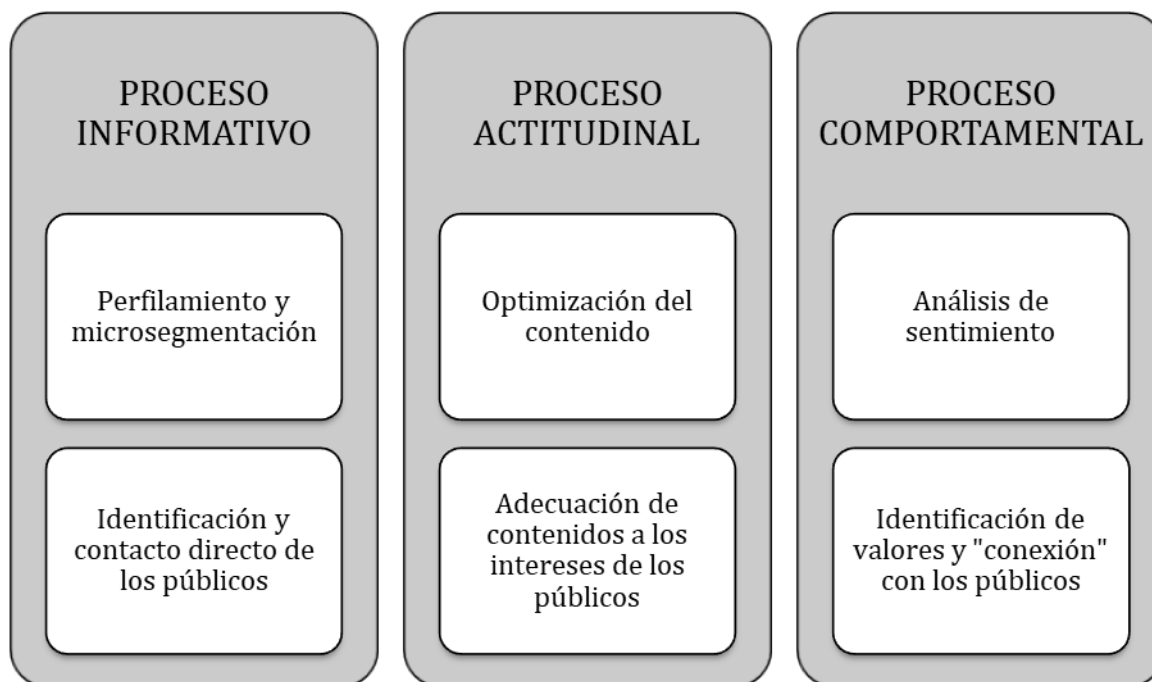 PROCESO
INFORMATIVO
Perfilamiento y
microsegmentación
Identificación y
contacto directo de
los públicos
PROCESO
ACTITUDINAL
Optimización del
contenido
Adecuación de
contenidos a los
intereses de los
públicos
PROCESO
COMPORTAMENTAL
Análisis de
sentimiento
Identificación de
valores y "conexión"
con los públicos